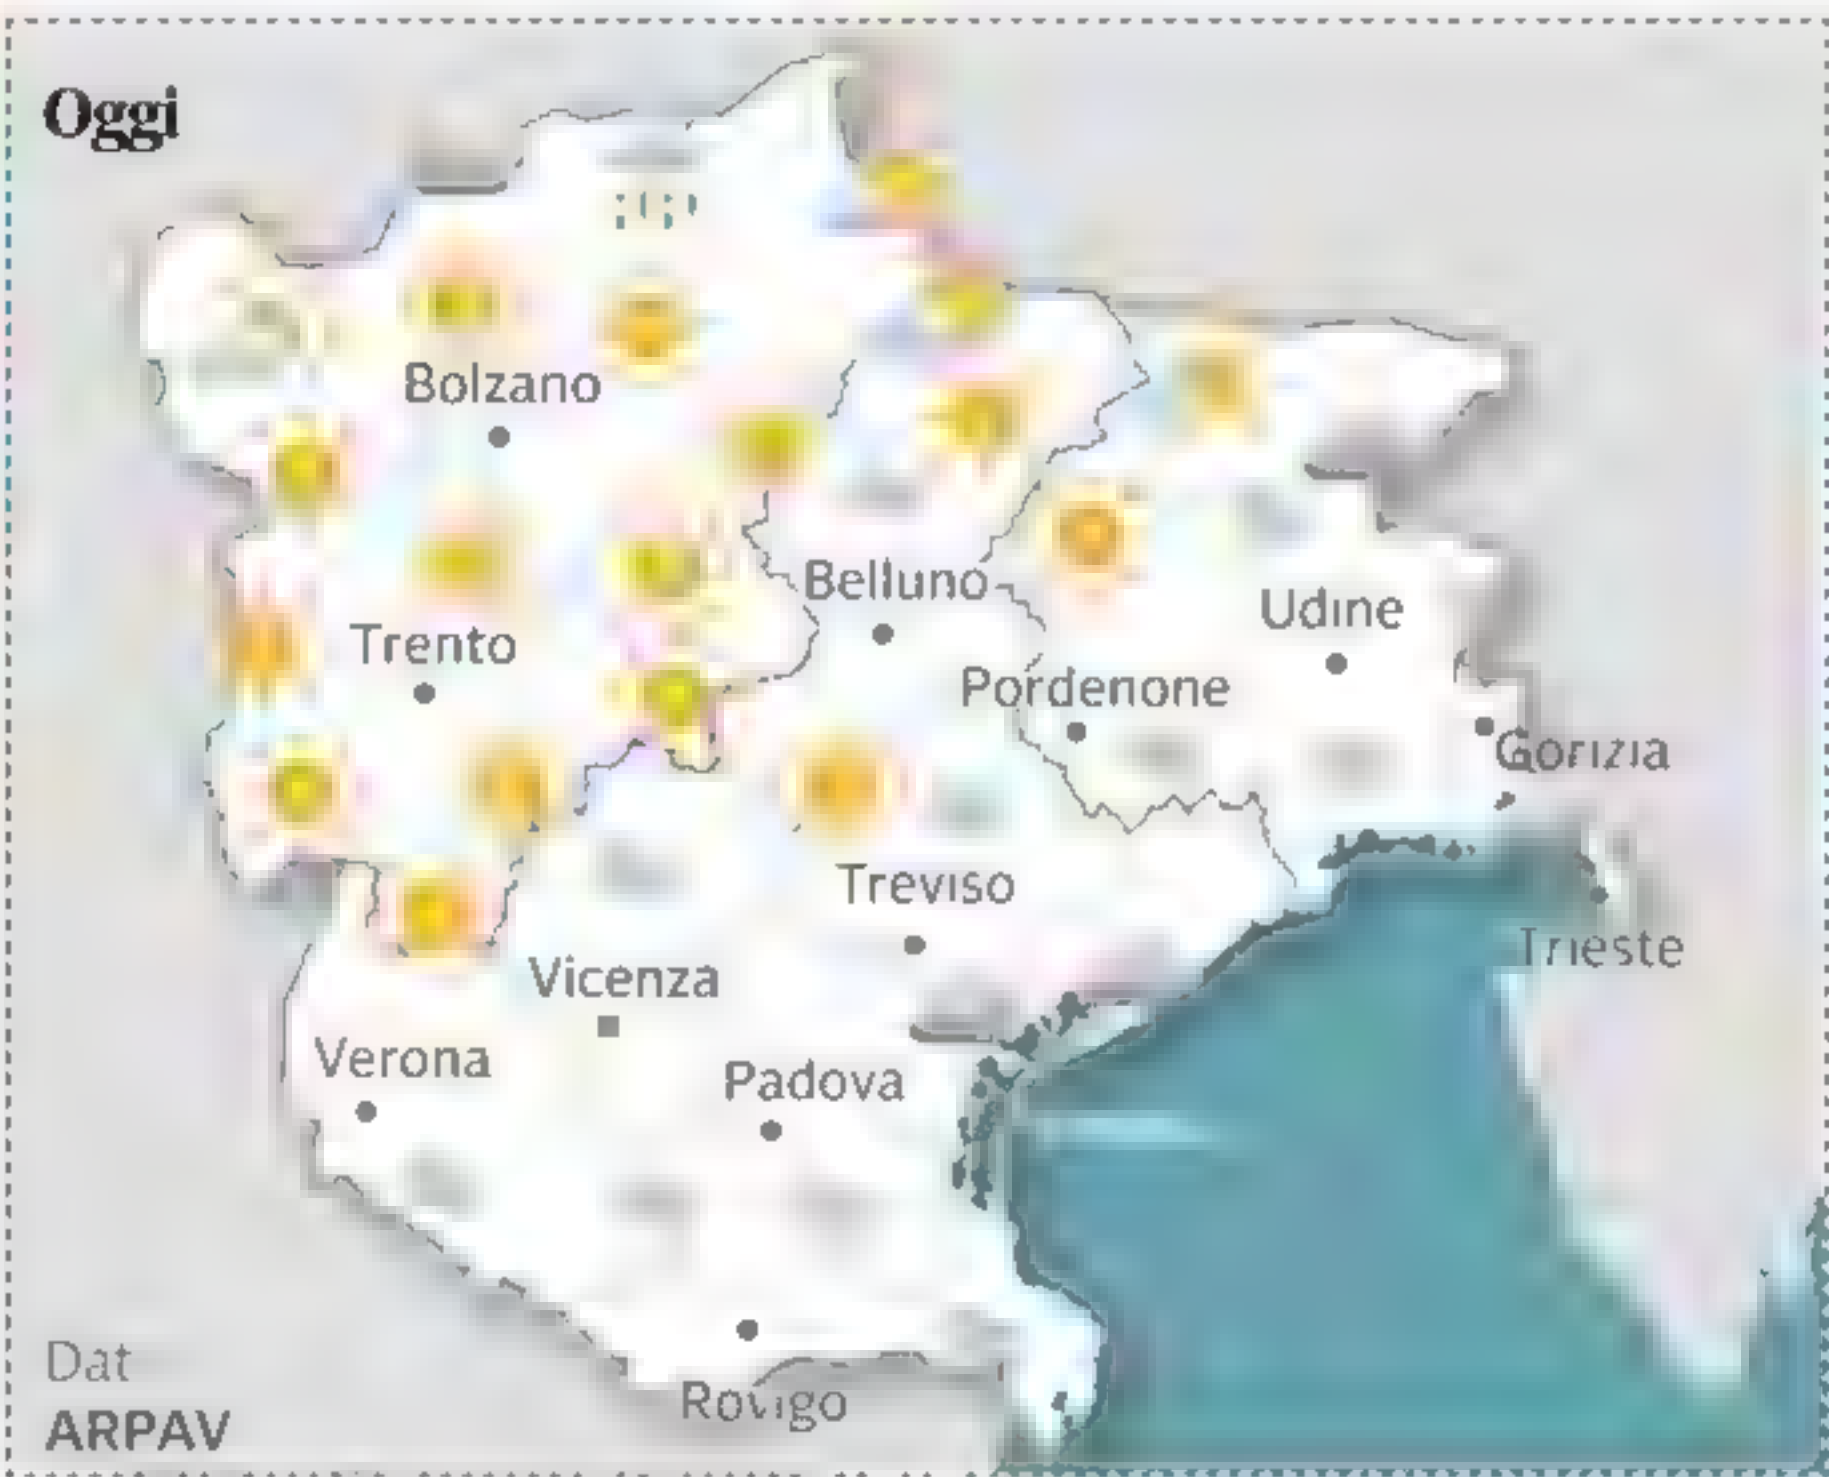 Oggi
Bolzano
Belluno
Udine
Trento
Pordenone
Gorizia
Treviso
Trieste
Vicenza
Verona
Padova
Dat
ARPAV
Rovigo